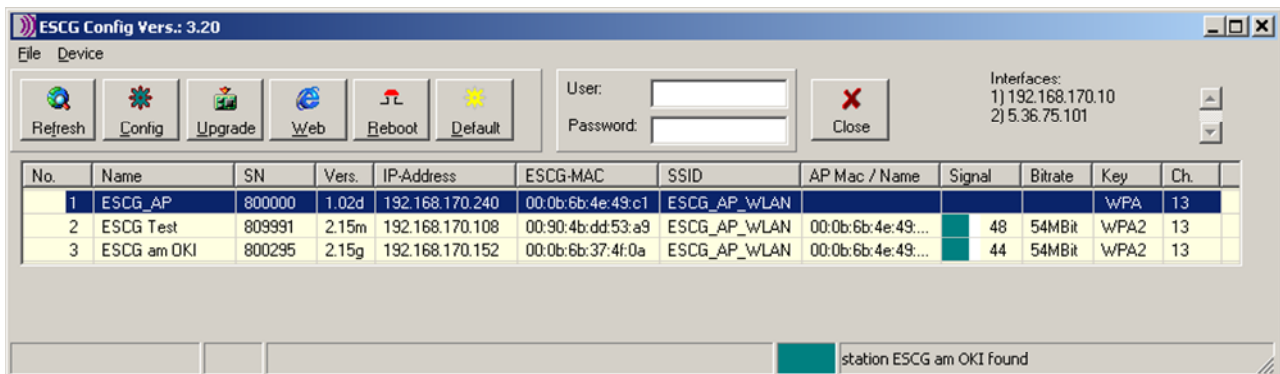 ESCG Config Vers.: 3.20
File Device
Refresh Config Upgrade Web Reboot Default
User:
Password:
Close
Interfaces:
1) 192.168.170.10
2) 5.36.75.101
No. Name SN Vers. IP-Address ESCG-MAC SSID AP Mac / Name Signal Bitrate Key Ch.
1 ESCG_AP 800000 1.02d 192.168.170.240 00:0b:6b:4e:49:c1 ESCG_AP_WLAN WPA 13
2 ESCG Test 809991 2.15m 192.168.170.108 00:90:4b:dd:53:a9 ESCG_AP_WLAN 00:0b:6b:4e:49:... 48 54MBit WPA2 13
3 ESCG am OKI 800295 2.15g 192.168.170.152 00:0b:6b:37:4f:0a ESCG_AP_WLAN 00:0b:6b:4e:49:... 44 54MBit WPA2 13
station ESCG am OKI found